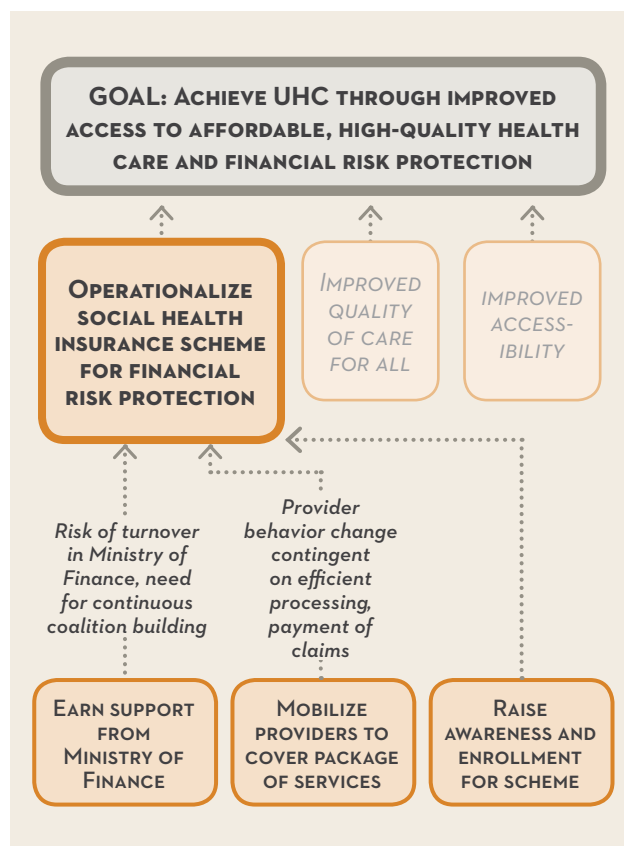 GOAL: Achieve UHC through improved
access to affordable, high-quality health
care and financial risk protection
Operationalize
social health
insurance scheme
for financial
risk protection
Improved
quality
of care
for all
improved
access-
ibility
Risk of turnover
in Ministry of
Finance, need
for continuous
coalition building
Provider
behavior change
contingent
on efficient
processing,
payment of
claims
Earn support
from
Ministry of
Finance
Mobilize
providers to
cover package
of services
Raise
awareness and
enrollment
for scheme